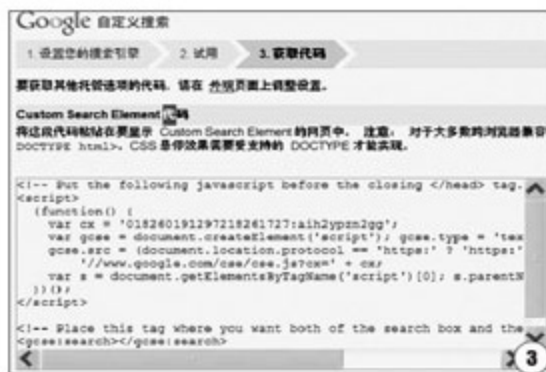 Google 自定义搜索
1. 设置您的搜索引擎 2. 试用 3. 获取代码
要获取其他托管选项的代码，请在 外观页面上调整设置。
Custom Search Element 代码
将这段代码粘贴在要显示 Custom Search Element 的网页中。 注意： 对于大多数跨浏览器兼容
DOCTYPE html>。CSS 悬停效果需要受支持的 DOCTYPE 才能实现。
<!-- Put the following javascript before the closing </head> tag.
<script>
(function() {
var cx = '018260191297218261727:aih2ypzn2gg';
var gcse = document.createElement('script'); gcse.type = 'tex
gcse.src = (document.location.protocol == 'https:' ? 'https:'
'//www.google.com/cse/cse.js?cx=' + cx;
var s = document.getElementsByTagName('script')[0]; s.parentN
})();
</script>
<!-- Place this tag where you want both of the search box and the
<gcse:search></gcse:search>
3